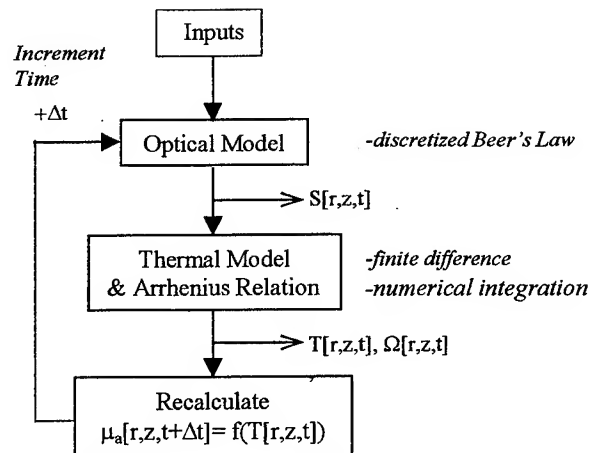 Inputs
Increment
Time
+Δt
Optical Model
-discretized Beer's Law
S[r,z,t]
Thermal Model
& Arrhenius Relation
-finite difference
-numerical integration
T[r,z,t], Ω[r,z,t]
Recalculate
μa[r,z,t+Δt]= f(T[r,z,t])